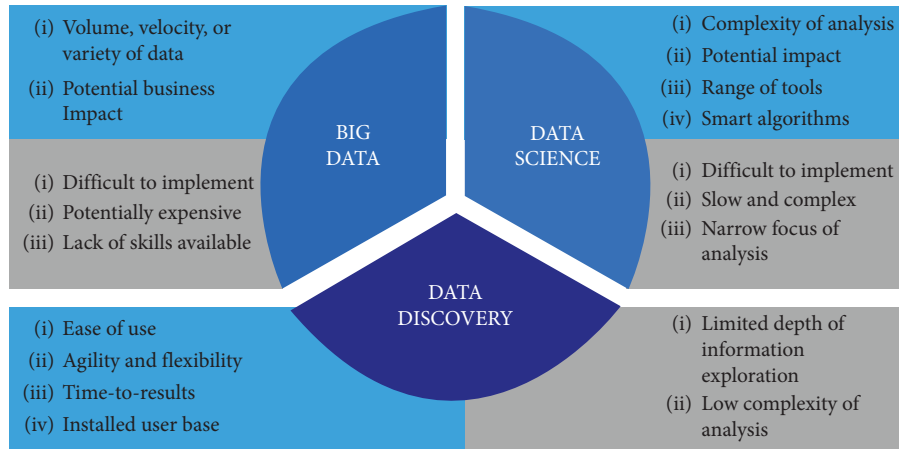 (i) Volume, velocity, or
variety of data
(ii) Potential business
Impact
(i) Difficult to implement
(ii) Potentially expensive
(iii) Lack of skills available
BIG
DATA
DATA
SCIENCE
(i) Complexity of analysis
(ii) Potential impact
(iii) Range of tools
(iv) Smart algorithms
(i) Difficult to implement
(ii) Slow and complex
(iii) Narrow focus of
analysis
DATA
DISCOVERY
(i) Ease of use
(ii) Agility and flexibility
(iii) Time-to-results
(iv) Installed user base
(i) Limited depth of
information
exploration
(ii) Low complexity of
analysis